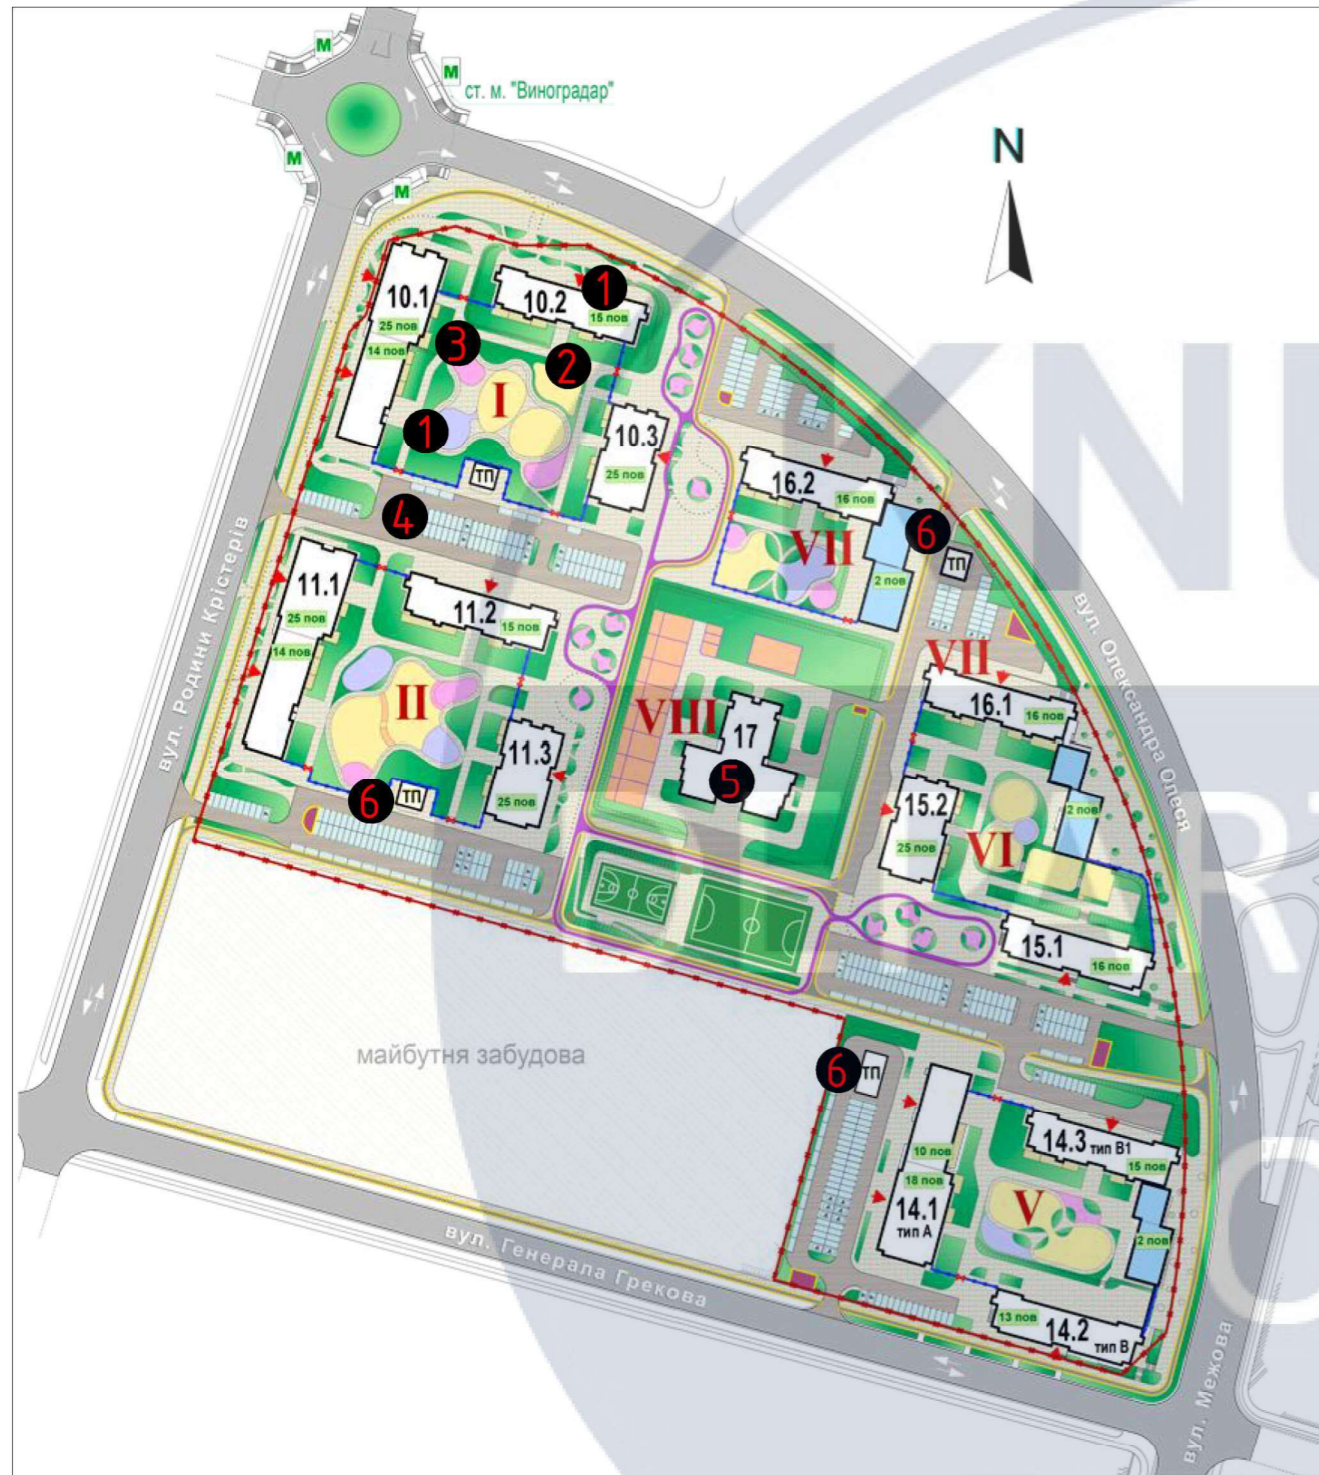 М
М
ст. м. "Виноградар"
М
М
N
10.1
25 пов
14 пов
10.2
1
15 пов
3
2
I
1
10.3
25 пов
ТП
4
16.2
16 пов
VII
6
ТП
2 пов
11.1
25 пов
14 пов
11.2
15 пов
II
11.3
25 пов
6
ТП
VIII
17
5
VII
16.1
16 пов
15.2
25 пов
2 пов
VI
15.1
16 пов
вул. Родини Крістерів
вул. Олександра Олеся
майбутня забудова
6
ТП
10 пов
18 пов
14.1
тип А
14.3 тип В1
15 пов
V
2 пов
13 пов
14.2 тип В
вул. Генерала Грекова
вул. Межова